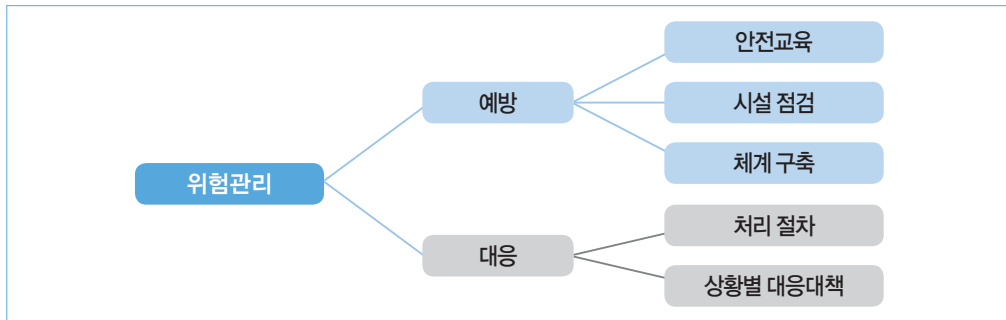 위험관리
예방
안전교육
시설 점검
체계 구축
대응
처리 절차
상황별 대응대책